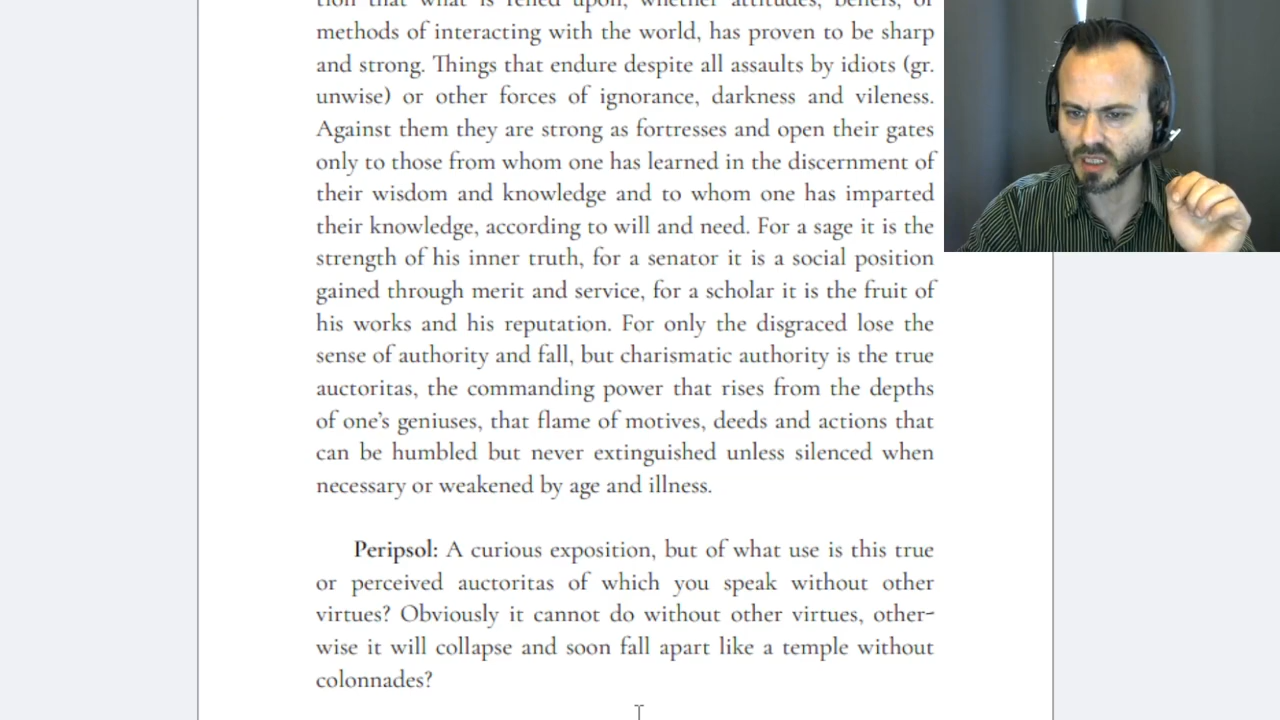 tion that what is relied upon, whether attitudes, beliefs, or
methods of interacting with the world, has proven to be sharp
and strong. Things that endure despite all assaults by idiots (gr.
unwise) or other forces of ignorance, darkness and vileness.
Against them they are strong as fortresses and open their gates
only to those from whom one has learned in the discernment of
their wisdom and knowledge and to whom one has imparted
their knowledge, according to will and need. For a sage it is the
strength of his inner truth, for a senator it is a social position
gained through merit and service, for a scholar it is the fruit of
his works and his reputation. For only the disgraced lose the
sense of authority and fall, but charismatic authority is the true
auctoritas, the commanding power that rises from the depths
of one's geniuses, that flame of motives, deeds and actions that
can be humbled but never extinguished unless silenced when
necessary or weakened by age and illness.
Peripsol: A curious exposition, but of what use is this true
or perceived auctoritas of which you speak without other
virtues? Obviously it cannot do without other virtues, other-
wise it will collapse and soon fall apart like a temple without
colonnades?